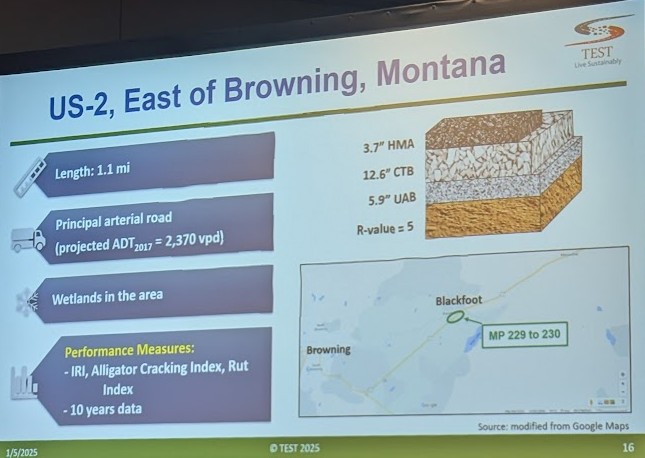 TEST
Live Sustainably
US-2, East of Browning, Montana
Length: 1.1 mi
Principal arterial road
(projected ADT2017 = 2,370 vpd)
Wetlands in the area
Performance Measures:
- IRI, Alligator Cracking Index, Rut
Index
- 10 years data
3.7" HMA
12.6" CTB
5.9" UAB
R-value = 5
Blackfoot
MP 229 to 230
Browning
Source: modified from Google Maps
1/5/2025
© TEST 2025
16